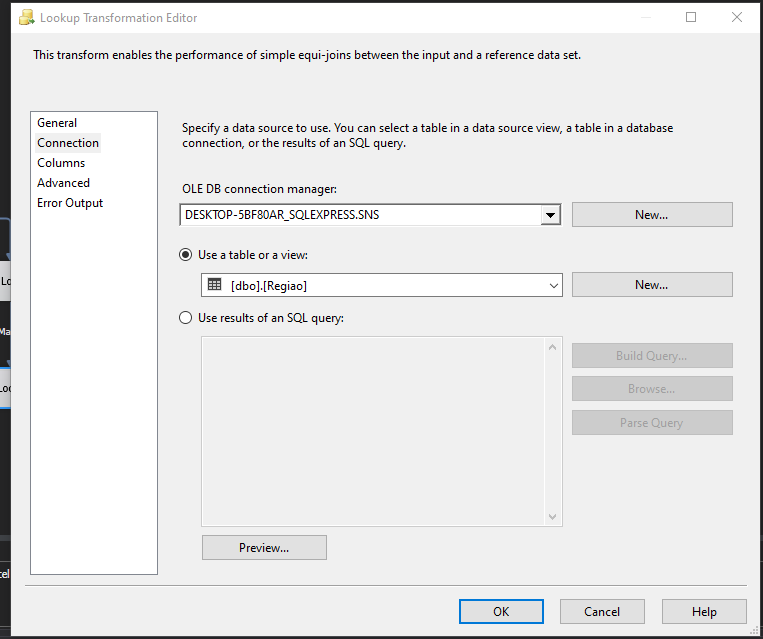 Lookup Transformation Editor
This transform enables the performance of simple equi-joins between the input and a reference data set.
General
Connection
Columns
Advanced
Error Output
Specify a data source to use. You can select a table in a data source view, a table in a database
connection, or the results of an SQL query.
OLE DB connection manager:
DESKTOP-5BF80AR_SQLEXPRESS.SNS
New...
Use a table or a view:
[dbo].[Regiao]
New...
Use results of an SQL query:
Build Query...
Browse...
Parse Query
Preview...
OK
Cancel
Help